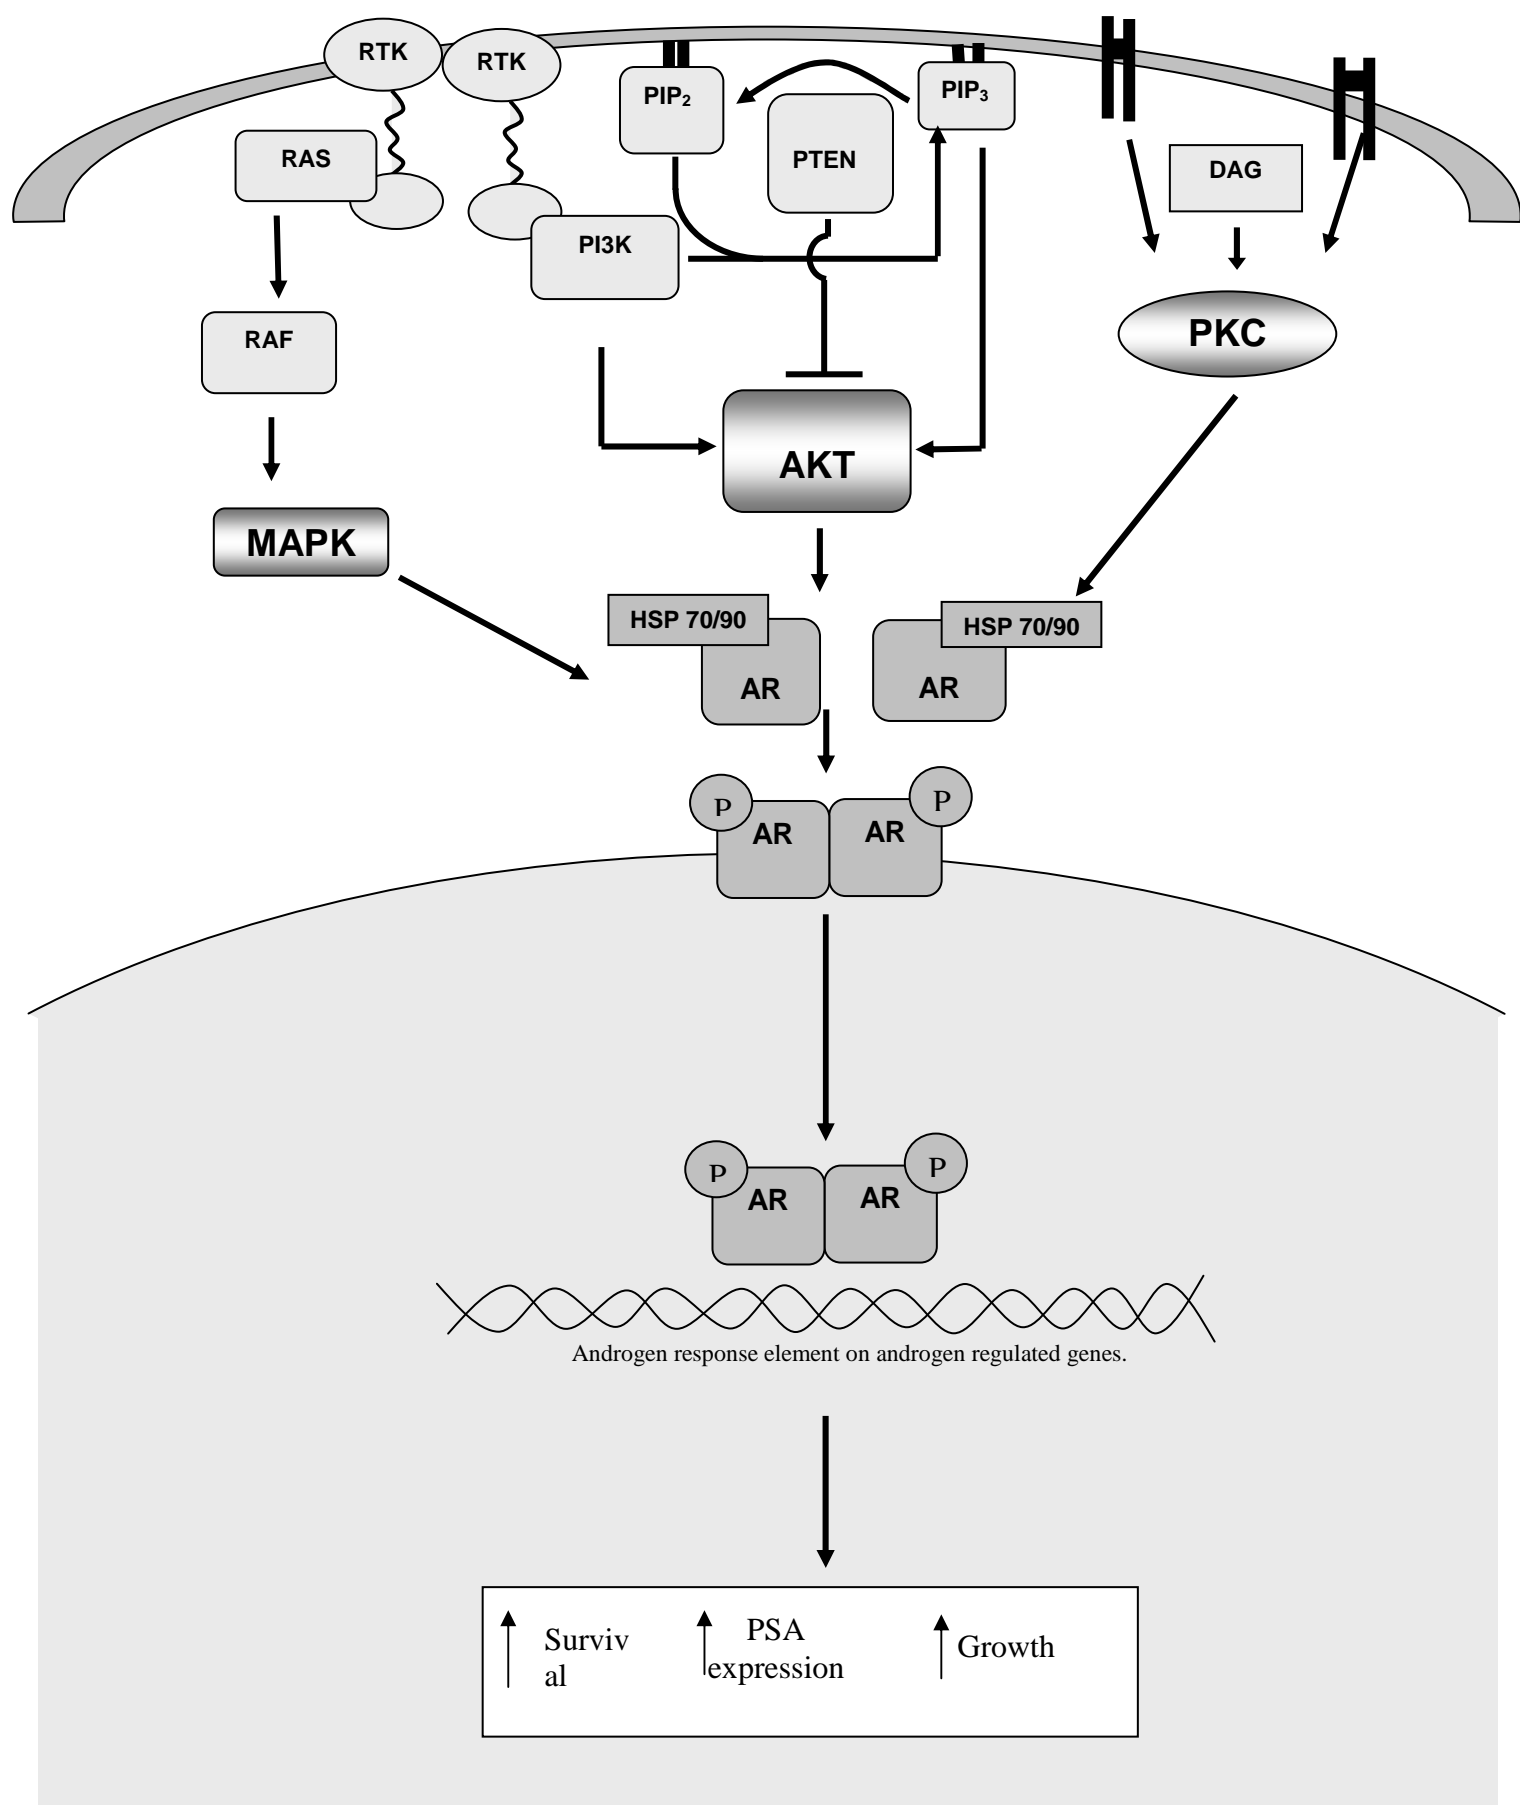 RTK
RTK
PIP₂
PIP₃
RAS
PTEN
DAG
PI3K
RAF
PKC
AKT
MAPK
HSP 70/90
HSP 70/90
AR
AR
P
P
AR
AR
P
P
AR
AR
Androgen response element on androgen regulated genes.
Surviv
al
PSA
expression
Growth